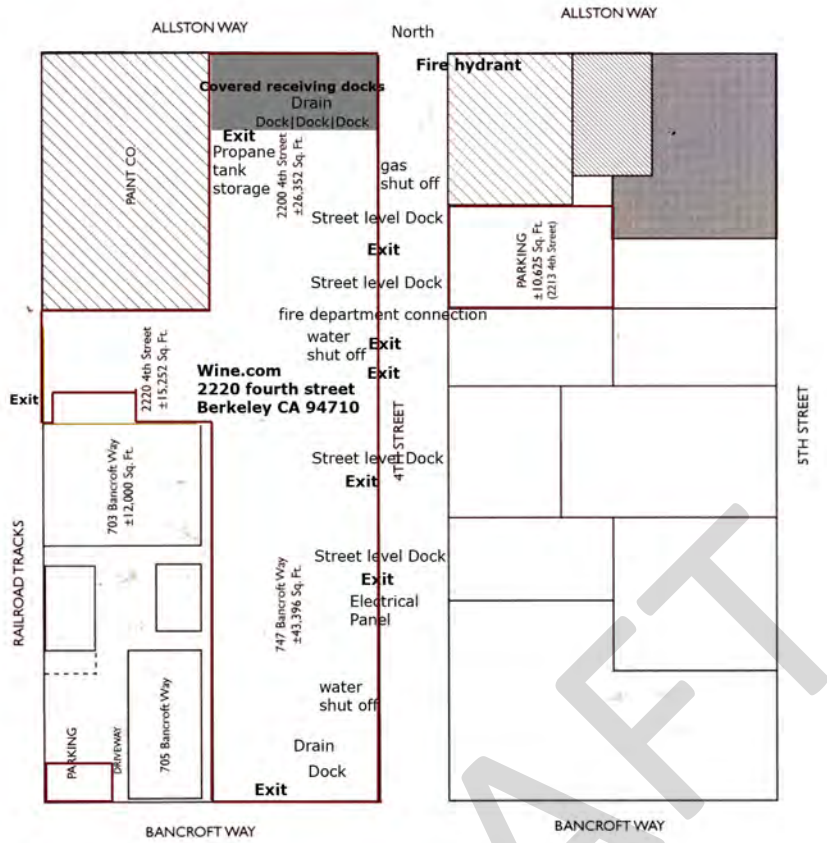 ALLSTON WAY
North
ALLSTON WAY
Fire hydrant
Covered receiving docks
Drain
Dock|Dock|Dock
Exit
Propane
tank
storage
2200 4th Street
±26,352 Sq. Ft.
PAINT CO.
gas
shut off
Street level Dock
Exit
Street level Dock
PARKING
±10,625 Sq. Ft.
(2213 4th Street)
fire department connection
water
shut off
Exit
Exit
2220 4th Street
±15,252 Sq. Ft.
Wine.com
2220 fourth street
Berkeley CA 94710
Exit
4TH STREET
5TH STREET
Street level Dock
Exit
703 Bancroft Way
±12,000 Sq. Ft.
RAILROAD TRACKS
Street level Dock
Exit
Electrical
Panel
747 Bancroft Way
±43,396 Sq. Ft.
water
shut off
Drain
Dock
Exit
PARKING
DRIVEWAY
705 Bancroft Way
BANCROFT WAY
BANCROFT WAY
AFT